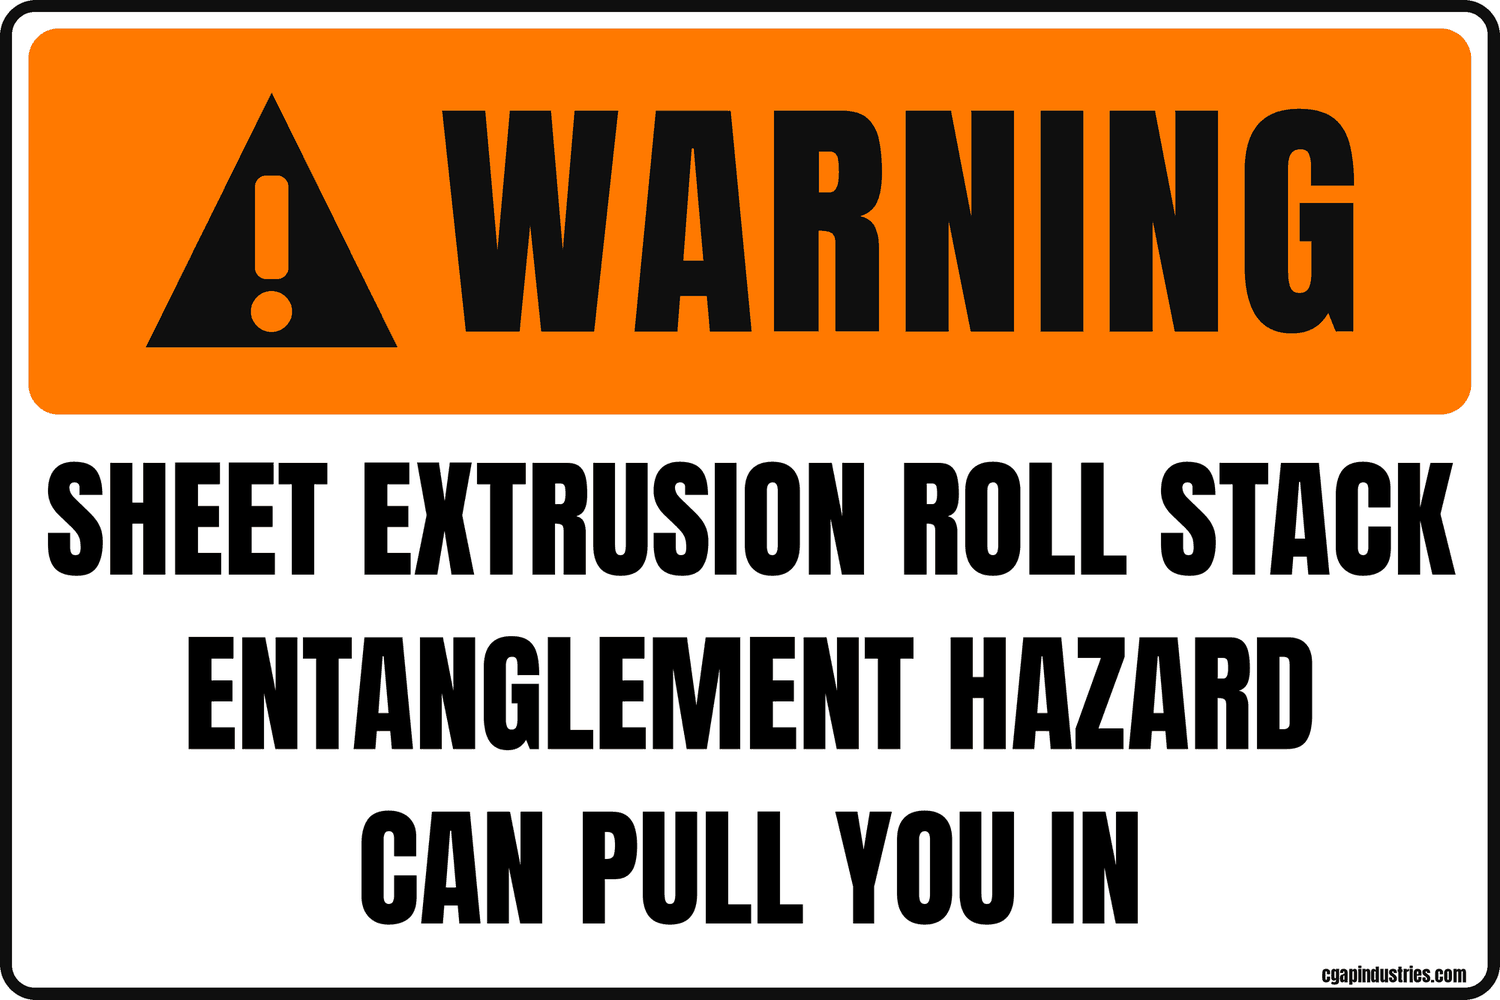 WARNING
SHEET EXTRUSION ROLL STACK
ENTANGLEMENT HAZARD
CAN PULL YOU IN
cgapindustries.com